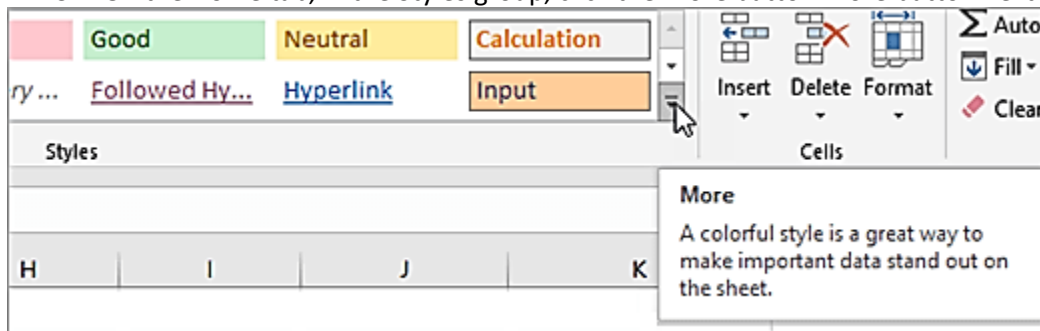 Good Neutral Calculation
ry ... Followed Hy... Hyperlink Input
Insert Delete Format
Auto
Fill
Clear
Styles Cells
More
A colorful style is a great way to
make important data stand out on
the sheet.
H I J K